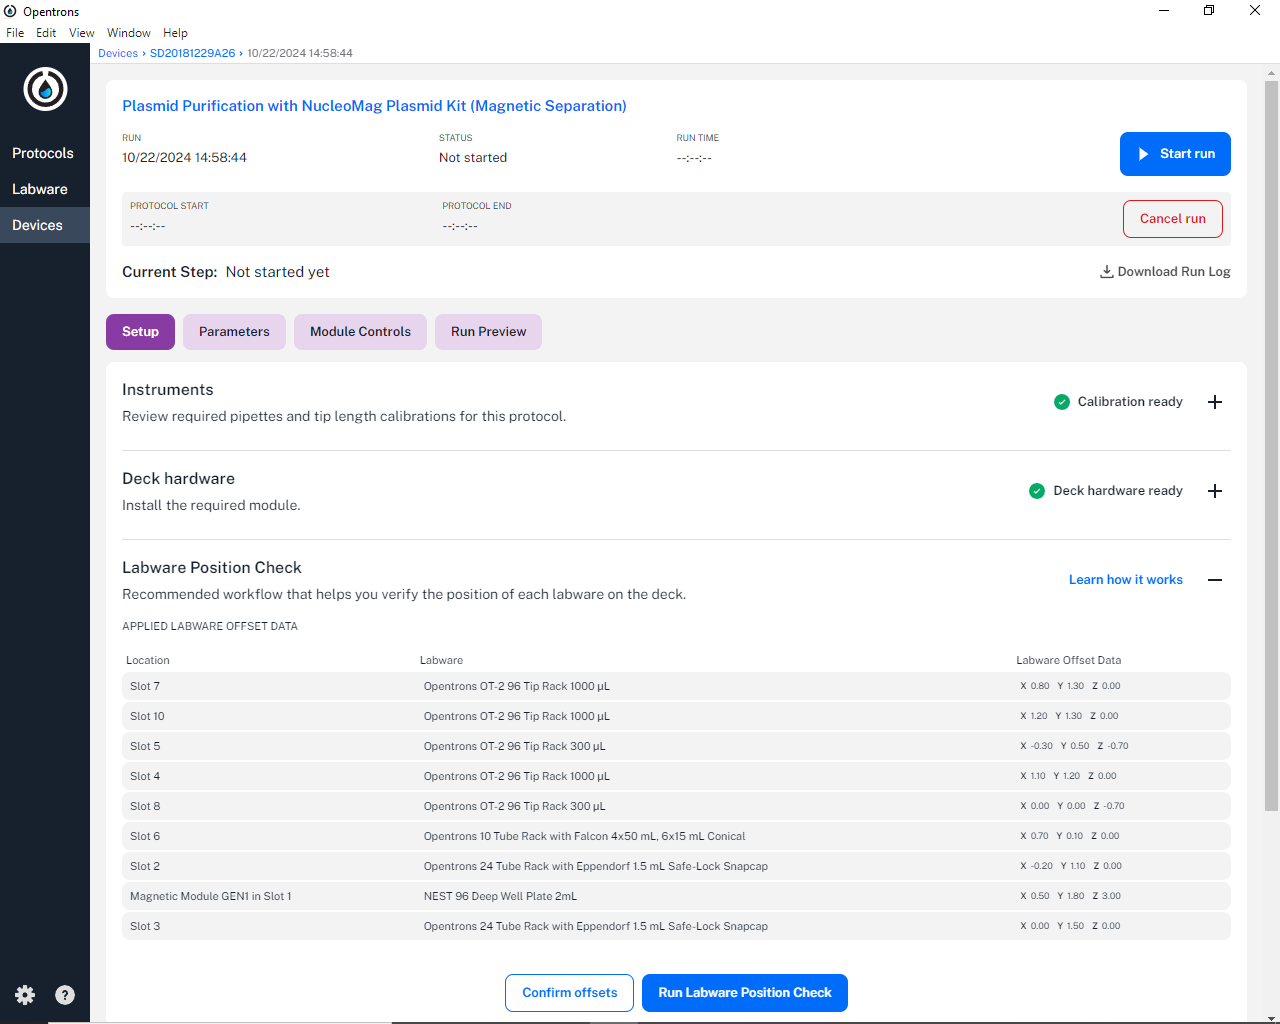 Opentrons
File Edit View Window Help
Devices › SD20181229A26 › 10/22/2024 14:58:44
Protocols
Labware
Devices
Plasmid Purification with NucleoMag Plasmid Kit (Magnetic Separation)
RUN STATUS RUN TIME
10/22/2024 14:58:44 Not started --:--:--
Start run
PROTOCOL START PROTOCOL END
--:--:-- --:--:--
Cancel run
Current Step: Not started yet
Download Run Log
Setup Parameters Module Controls Run Preview
Instruments
Review required pipettes and tip length calibrations for this protocol.
Calibration ready
Deck hardware
Install the required module.
Deck hardware ready
Labware Position Check
Recommended workflow that helps you verify the position of each labware on the deck.
Learn how it works
APPLIED LABWARE OFFSET DATA
Location Labware Labware Offset Data
Slot 7 Opentrons OT-2 96 Tip Rack 1000 µL X 0.80 Y 1.30 Z 0.00
Slot 10 Opentrons OT-2 96 Tip Rack 1000 µL X 1.20 Y 1.30 Z 0.00
Slot 5 Opentrons OT-2 96 Tip Rack 300 µL X -0.30 Y 0.50 Z -0.70
Slot 4 Opentrons OT-2 96 Tip Rack 1000 µL X 1.10 Y 1.20 Z 0.00
Slot 8 Opentrons OT-2 96 Tip Rack 300 µL X 0.00 Y 0.00 Z -0.70
Slot 6 Opentrons 10 Tube Rack with Falcon 4x50 mL, 6x15 mL Conical X 0.70 Y 0.10 Z 0.00
Slot 2 Opentrons 24 Tube Rack with Eppendorf 1.5 mL Safe-Lock Snapcap X -0.20 Y 1.10 Z 0.00
Magnetic Module GEN1 in Slot 1 NEST 96 Deep Well Plate 2mL X 0.50 Y 1.80 Z 3.00
Slot 3 Opentrons 24 Tube Rack with Eppendorf 1.5 mL Safe-Lock Snapcap X 0.00 Y 1.50 Z 0.00
Confirm offsets Run Labware Position Check